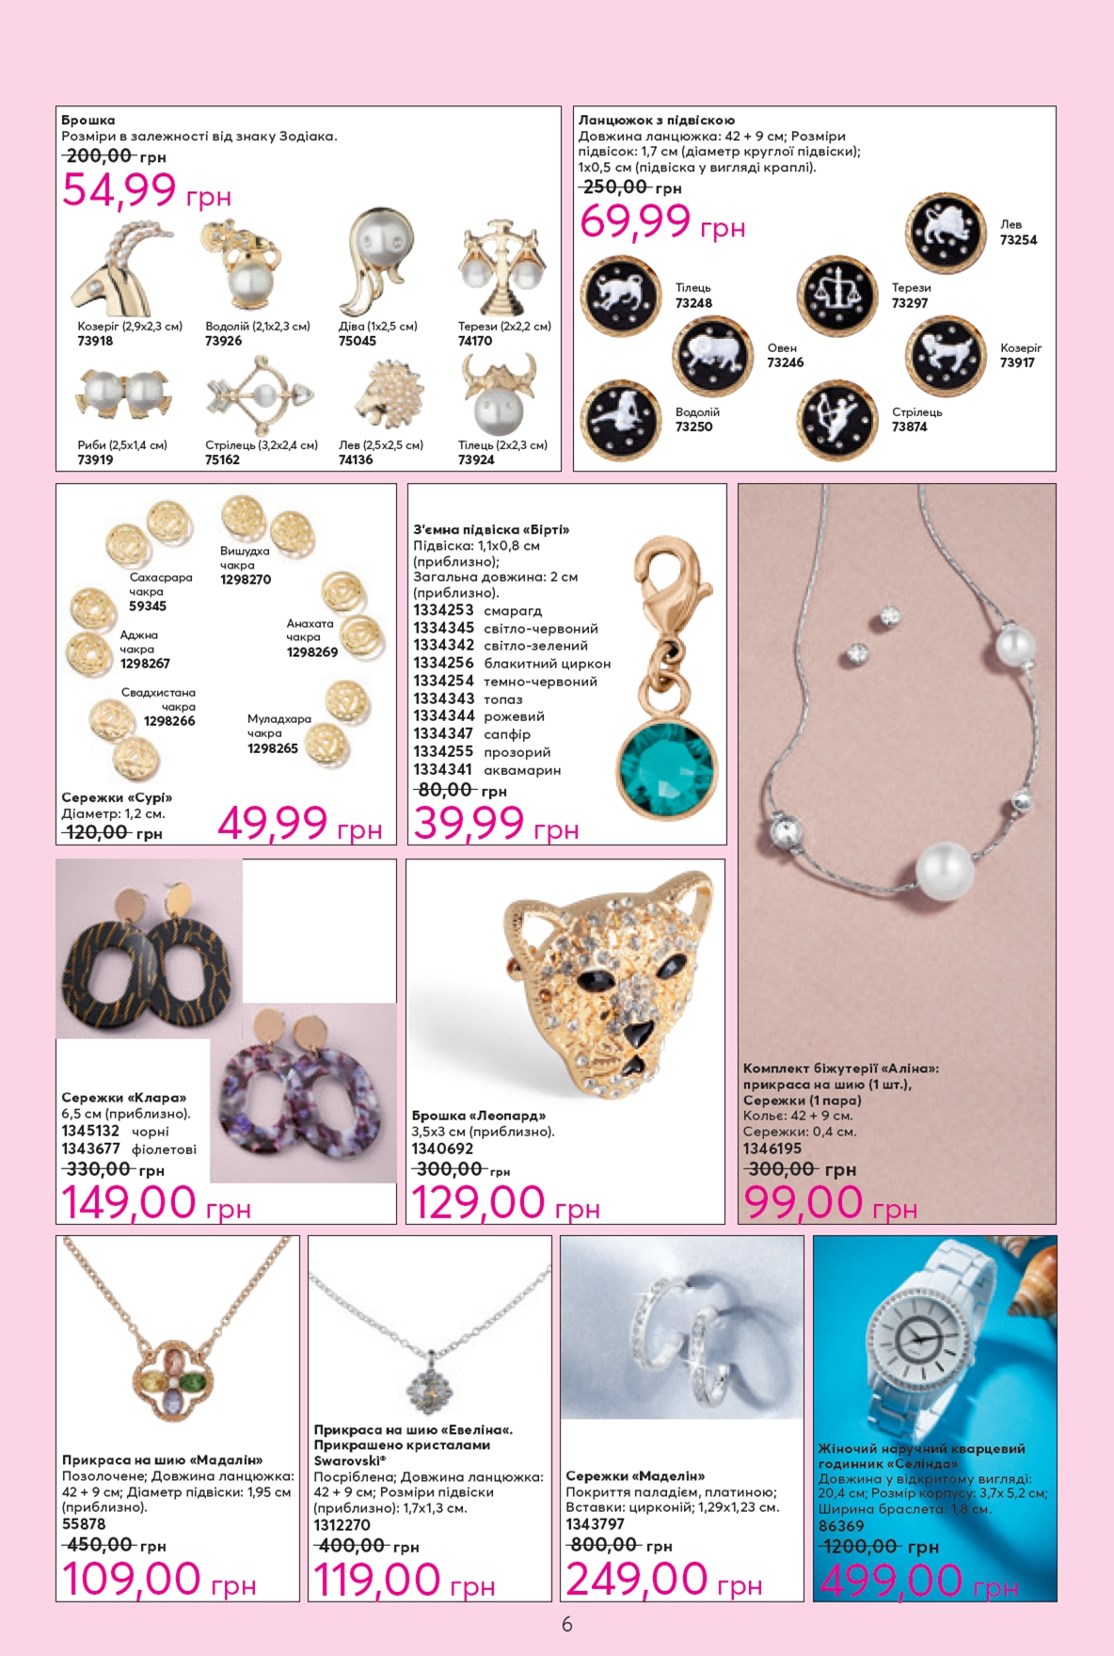 Брошка
Розміри в залежності від знаку Зодіака.
200,00 грн
54,99 грн
Козеріг (2,9х2,3 см)
73918
Водолій (2,1х2,3 см)
73926
Діва (1х2,5 см)
75045
Терези (2х2,2 см)
74170
Риби (2,5х1,4 см)
73919
Стрілець (3,2х2,4 см)
75162
Лев (2,5х2,5 см)
74136
Тілець (2х2,3 см)
73924
Ланцюжок з підвіскою
Довжина ланцюжка: 42 + 9 см; Розміри
підвісок: 1,7 см (діаметр круглої підвіски);
1х0,5 см (підвіска у вигляді краплі).
250,00 грн
69,99 грн
Лев
73254
Тілець
73248
Терези
73297
Овен
73246
Козеріг
73917
Водолій
73250
Стрілець
73874
Вишудха
чакра
1298270
Сахасрара
чакра
59345
Анахата
чакра
1298269
Аджна
чакра
1298267
Свадхистана
чакра
1298266
Муладхара
чакра
1298265
Сережки «Сурі»
Діаметр: 1,2 см.
120,00 грн
49,99 грн
З’ємна підвіска «Бірті»
Підвіска: 1,1х0,8 см
(приблизно);
Загальна довжина: 2 см
(приблизно).
1334253 смарагд
1334345 світло-червоний
1334342 світло-зелений
1334256 блакитний циркон
1334254 темно-червоний
1334343 топаз
1334344 рожевий
1334347 сапфір
1334255 прозорий
1334341 аквамарин
80,00 грн
39,99 грн
Комплект біжутерії «Аліна»:
прикраса на шию (1 шт.),
Сережки (1 пара)
Кольє: 42 + 9 см.
Сережки: 0,4 см.
1346195
300,00 грн
99,00 грн
Сережки «Клара»
6,5 см (приблизно).
1345132 чорні
1343677 фіолетові
330,00 грн
149,00 грн
Брошка «Леопард»
3,5х3 см (приблизно).
1340692
300,00 грн
129,00 грн
Прикраса на шию «Мадалін»
Позолочене; Довжина ланцюжка:
42 + 9 см; Діаметр підвіски: 1,95 см
(приблизно).
55878
450,00 грн
109,00 грн
Прикраса на шию «Евеліна“.
Прикрашено кристалами
Swarovski®
Посріблена; Довжина ланцюжка:
42 + 9 см; Розміри підвіски
(приблизно): 1,7х1,3 см.
1312270
400,00 грн
119,00 грн
Сережки «Маделін»
Покриття паладієм, платиною;
Вставки: цирконій; 1,29х1,23 см.
1343797
800,00 грн
249,00 грн
Жіночий наручний кварцевий
годинник «Селінда»
Довжина у відкритому вигляді:
20,4 см; Розмір корпусу: 3,7х 5,2 см;
Ширина браслета: 1,8 см.
86369
1200,00 грн
499,00 грн
6